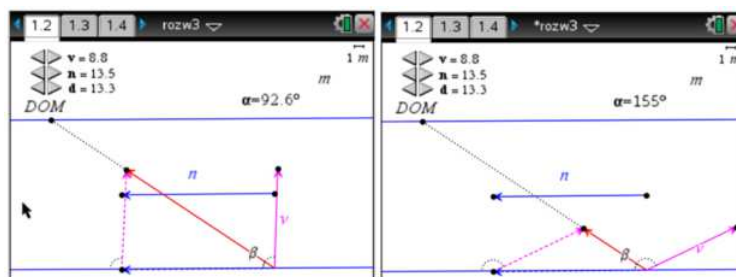 1.2 1.3 1.4 rozw3
v = 8.8
n = 13.5
d = 13.3
1 m
m
DOM
α=92.6°
n
v
β
1.2 1.3 1.4 *rozw3
v = 8.8
n = 13.5
d = 13.3
1 m
m
DOM
α=155°
n
v
β